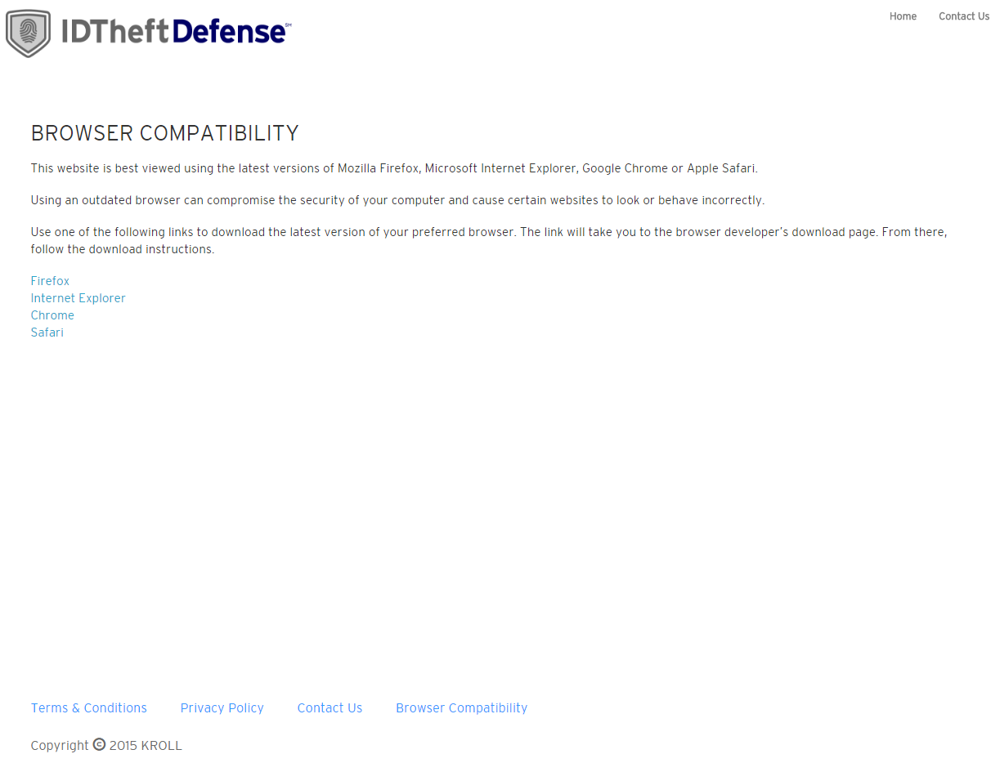 IDTheftDefense℠
Home Contact Us
BROWSER COMPATIBILITY
This website is best viewed using the latest versions of Mozilla Firefox, Microsoft Internet Explorer, Google Chrome or Apple Safari.
Using an outdated browser can compromise the security of your computer and cause certain websites to look or behave incorrectly.
Use one of the following links to download the latest version of your preferred browser. The link will take you to the browser developer’s download page. From there,
follow the download instructions.
Firefox
Internet Explorer
Chrome
Safari
Terms & Conditions Privacy Policy Contact Us Browser Compatibility
Copyright © 2015 KROLL